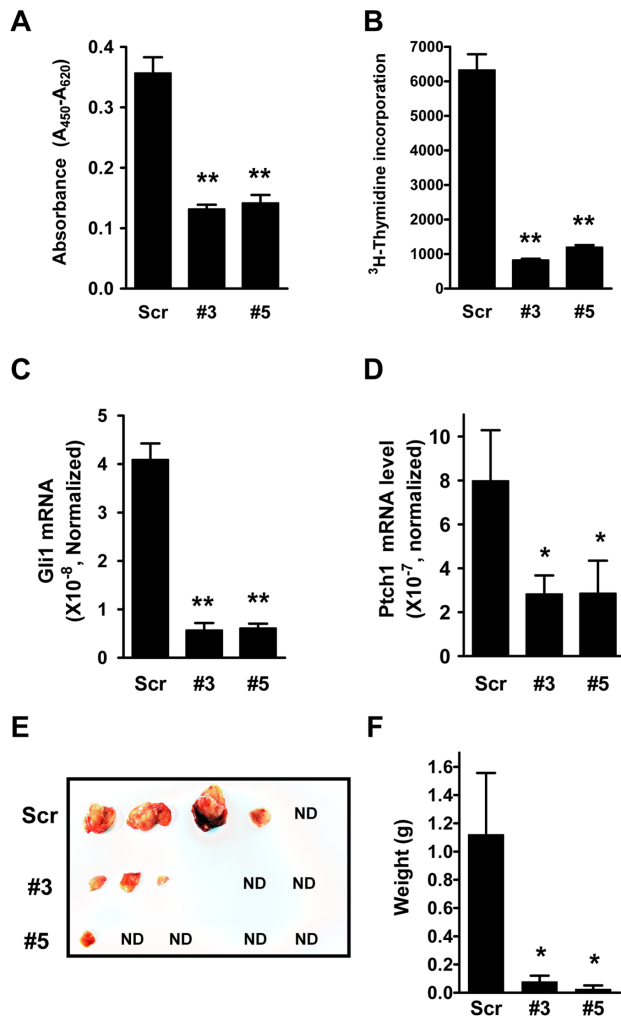 A
Absorbance (A450-A620)
0.4
0.3
0.2
0.1
0.0
**
**
Scr #3 #5
B
3H-Thymidine incorporation
7000
6000
5000
4000
3000
2000
1000
0
**
**
Scr #3 #5
C
Gli1 mRNA
(X10-8, Normalized)
5
4
3
2
1
0
**
**
Scr #3 #5
D
Ptch1 mRNA level
(X10-7, normalized)
10
8
6
4
2
0
*
*
Scr #3 #5
E
Scr ND
#3 ND ND
#5 ND ND ND ND
F
Weight (g)
1.6
1.4
1.2
1.0
0.8
0.6
0.4
0.2
0.0
*
*
Scr #3 #5